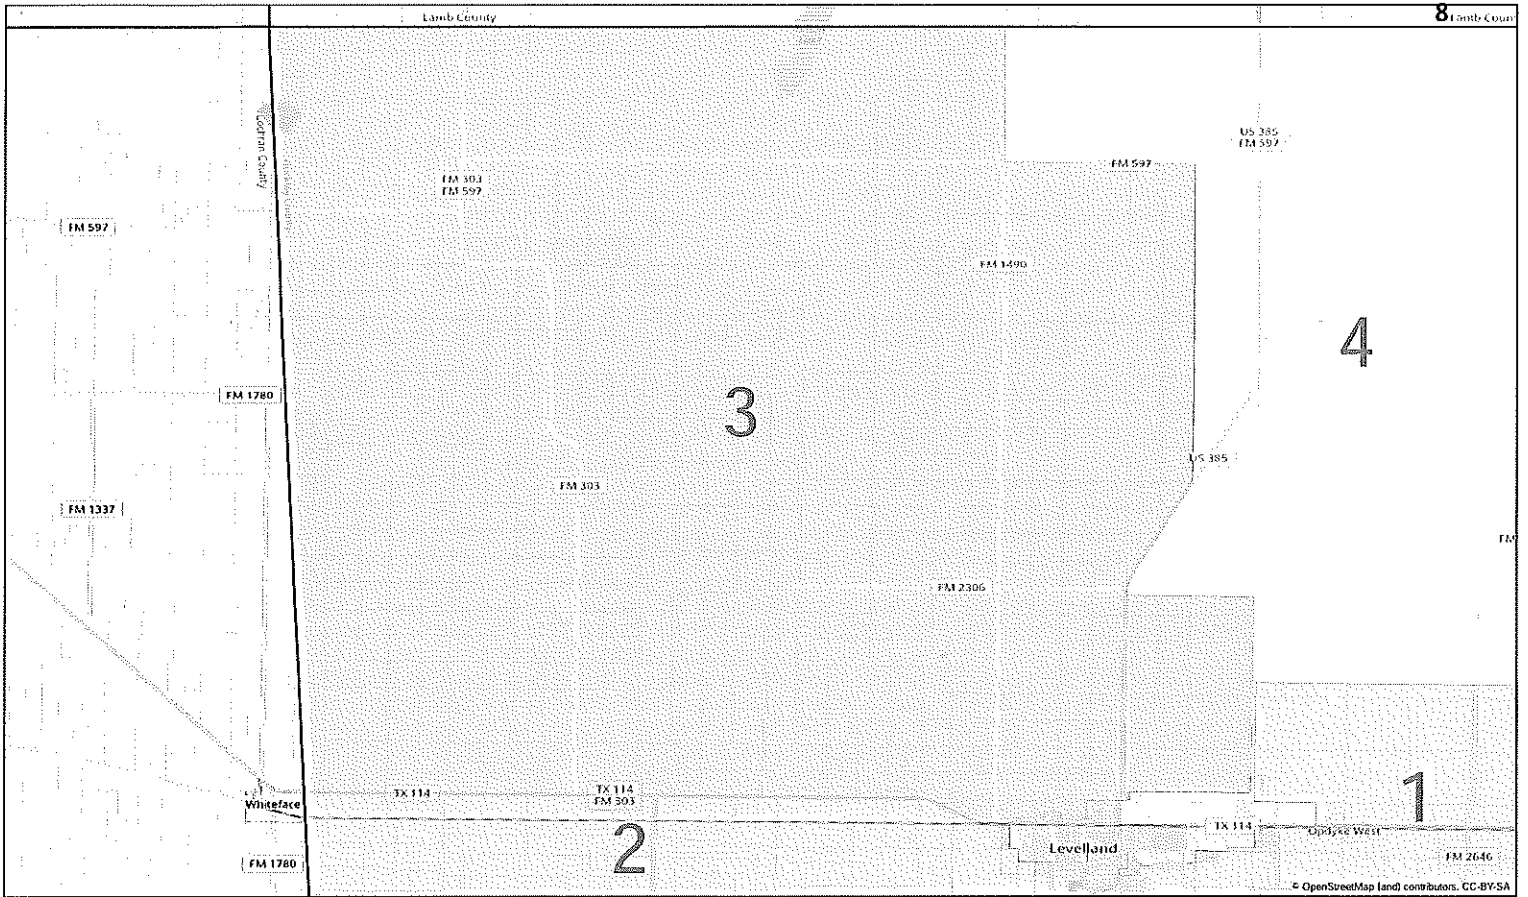 Lamb County
8
Lamb Coun
Cochran County
US 385
FM 597
FM 597
FM 303
FM 597
FM 597
FM 1490
4
FM 1780
3
US 385
FM 303
FM 1337
FM
FM 2306
TX 114
TX 114
FM 303
1
Whiteface
TX 114
Opdyke West
2
Levelland
FM 1780
FM 2646
© OpenStreetMap (and) contributors, CC-BY-SA